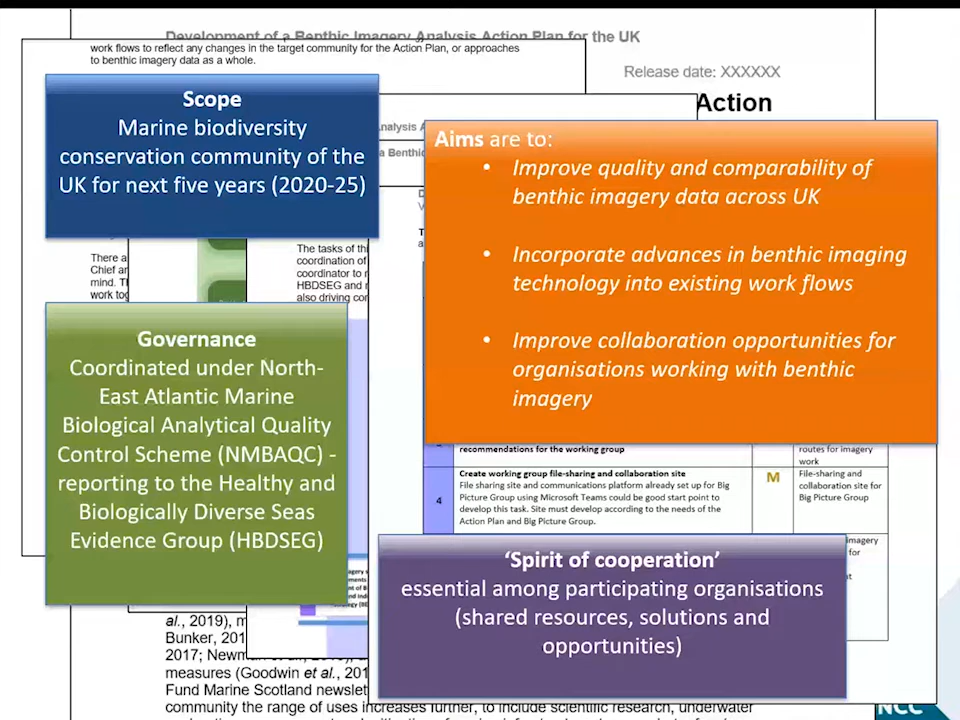 Development of a Benthic Imagery Analysis Action Plan for the UK
work flows to reflect any changes in the target community for the Action Plan, or approaches
to benthic imagery data as a whole.
Release date: XXXXXX
Action
Scope
Marine biodiversity
conservation community of the
UK for next five years (2020-25)
Aims are to:
• Improve quality and comparability of
benthic imagery data across UK
• Incorporate advances in benthic imaging
technology into existing work flows
• Improve collaboration opportunities for
organisations working with benthic
imagery
There a
Chief ar
mind. T
work tog
The tasks of thi
coordination of
coordinator to r
HBDSEG and r
also driving cor
Governance
Coordinated under North-
East Atlantic Marine
Biological Analytical Quality
Control Scheme (NMBAQC) -
reporting to the Healthy and
Biologically Diverse Seas
Evidence Group (HBDSEG)
recommendations for the working group
routes for imagery
work
4
Create working group file-sharing and collaboration site
File sharing site and communications platform already set up for Big
Picture Group using Microsoft Teams could be good start point to
develop this task. Site must develop according to the needs of the
Action Plan and Big Picture Group.
M
File-sharing and
collaboration site for
Big Picture Group
'Spirit of cooperation'
essential among participating organisations
(shared resources, solutions and
opportunities)
al., 2019), m
Bunker, 201
2017; Newm
measures (Goodwin et al., 201
Fund Marine Scotland newslet
community the range of uses increases further, to include scientific research, underwater
NCC